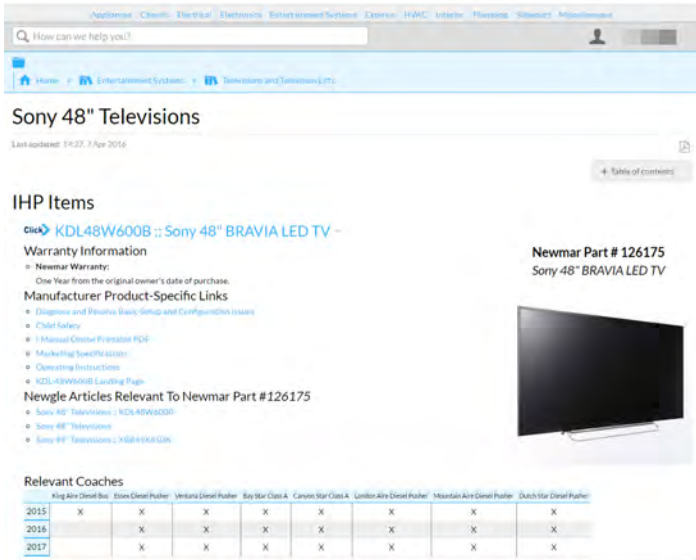 Appliances Chassis Electrical Electronics Entertainment Systems Exterior HVAC Interior Plumbing Miscellaneous
How can we help you?
Home Entertainment Systems Televisions and Television Lifts
Sony 48" Televisions
Last updated: 14:27, 7 Apr 2016
+ Table of contents
IHP Items
Click KDL48W600B :: Sony 48" BRAVIA LED TV –
Warranty Information
Newmar Warranty:
One Year from the original owner's date of purchase.
Manufacturer Product-Specific Links
Diagnose and Resolve Basic Setup and Configuration Issues
Child Safety
I-Manual Online Printable PDF
Marketing Specifications
Operating Instructions
KDL-48W600B Landing Page
Newgle Articles Relevant To Newmar Part #126175
Sony 48" Televisions :: KDL48W600B
Sony 48" Televisions
Televisions ::
Newmar Part # 126175
Sony 48" BRAVIA LED TV
Relevant Coaches
King Aire Diesel Bus Essex Diesel Pusher Ventana Diesel Pusher Bay Star Class A Canyon Star Class A London Aire Diesel Pusher Mountain Aire Diesel Pusher Dutch Star Diesel Pusher
2015 X X X X X X X X
2016 X X X X X X X
2017 X X X X X X X